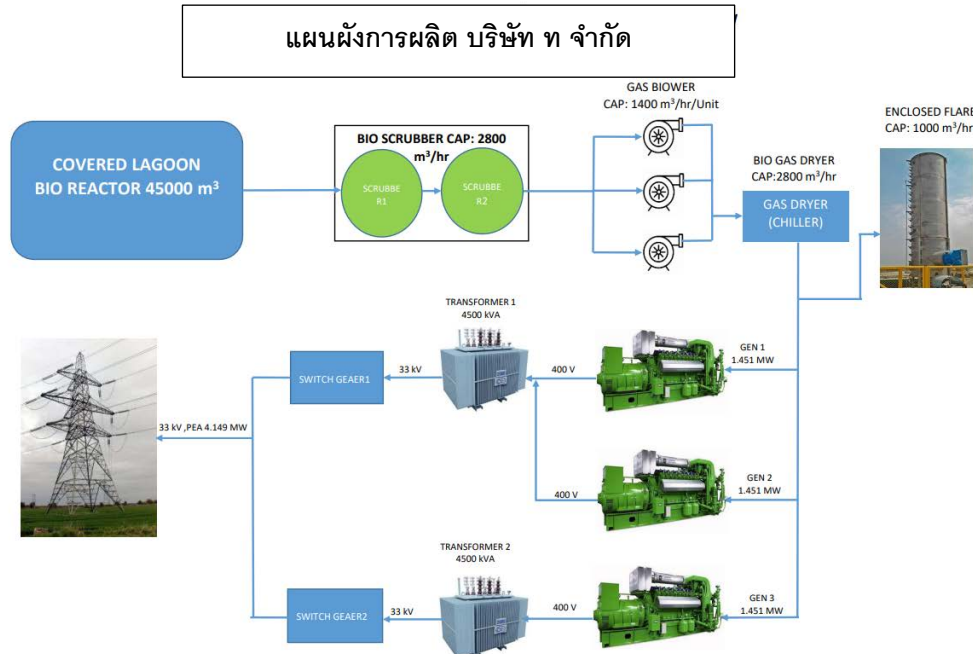 แผนผังการผลิต บริษัท ท จำกัด
GAS BIOWER
CAP: 1400 m³/hr/Unit
ENCLOSED FLARE
CAP: 1000 m³/hr
COVERED LAGOON
BIO REACTOR 45000 m³
BIO SCRUBBER CAP: 2800
m³/hr
SCRUBBE
R1
SCRUBBE
R2
BIO GAS DRYER
CAP:2800 m³/hr
GAS DRYER
(CHILLER)
TRANSFORMER 1
4500 kVA
GEN 1
1.451 MW
SWITCH GEAER1
33 kV
400 V
33 kV ,PEA 4.149 MW
GEN 2
1.451 MW
400 V
TRANSFORMER 2
4500 kVA
GEN 3
1.451 MW
SWITCH GEAER2
33 kV
400 V